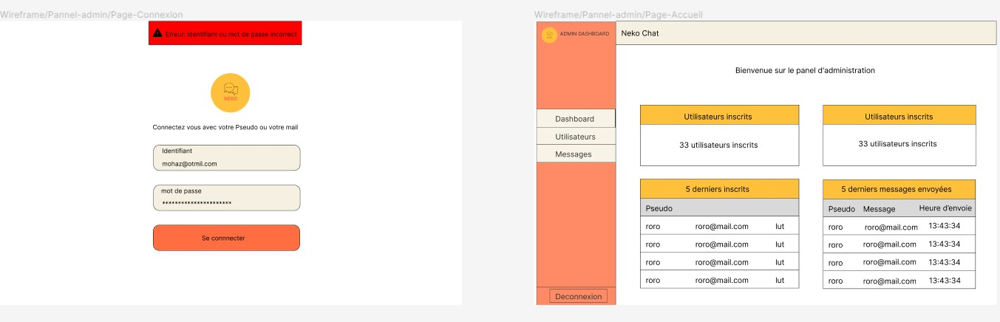 Wireframe/Pannel-admin/Page-Connexion
Erreur: Identifiant ou mot de passe incorrect
NEKO
Connectez vous avec votre Pseudo ou votre mail
Identifiant
mohaz@otmil.com
mot de passe
**********************
Se connnecter
Wireframe/Pannel-admin/Page-Accueil
ADMIN DASHBOARD
Neko Chat
Dashboard
Utilisateurs
Messages
Deconnexion
Bienvenue sur le panel d'administration
Utilisateurs inscrits
33 utilisateurs inscrits
Utilisateurs inscrits
33 utilisateurs inscrits
5 derniers inscrits
Pseudo
roro roro@mail.com lut
roro roro@mail.com lut
roro roro@mail.com lut
roro roro@mail.com lut
5 derniers messages envoyées
Pseudo Message Heure d'envoie
roro roro@mail.com 13:43:34
roro roro@mail.com 13:43:34
roro roro@mail.com 13:43:34
roro roro@mail.com 13:43:34